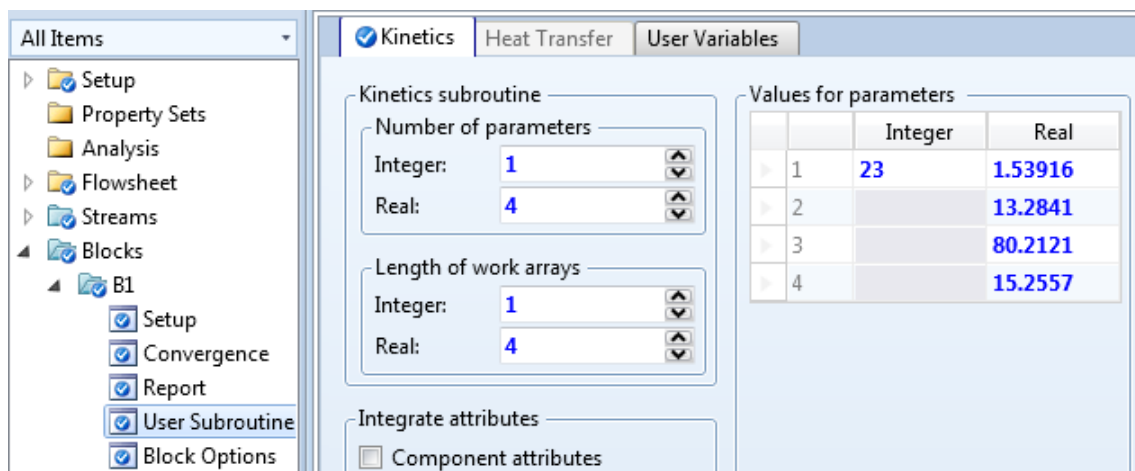 All Items
Setup
Property Sets
Analysis
Flowsheet
Streams
Blocks
B1
Setup
Convergence
Report
User Subroutine
Block Options
Kinetics Heat Transfer User Variables
Kinetics subroutine
Number of parameters
Integer: 1
Real: 4
Length of work arrays
Integer: 1
Real: 4
Integrate attributes
Component attributes
Values for parameters
Integer Real
1 23 1.53916
2 13.2841
3 80.2121
4 15.2557